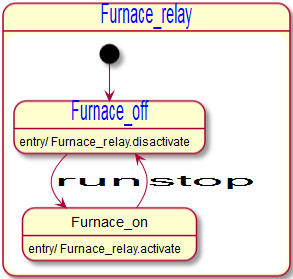 Furnace_relay
Furnace_off
entry/ Furnace_relay.disactivate
run stop
Furnace_on
entry/ Furnace_relay.activate